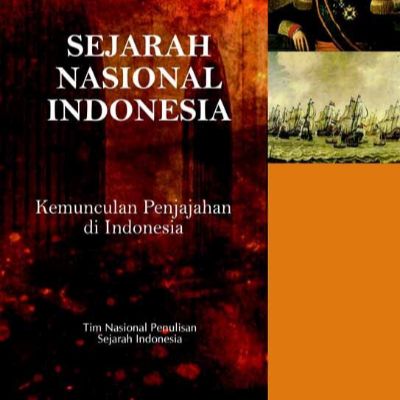 SEJARAH
NASIONAL
INDONESIA
Kemunculan Penjajahan
di Indonesia
Tim Nasional Penulisan
Sejarah Indonesia